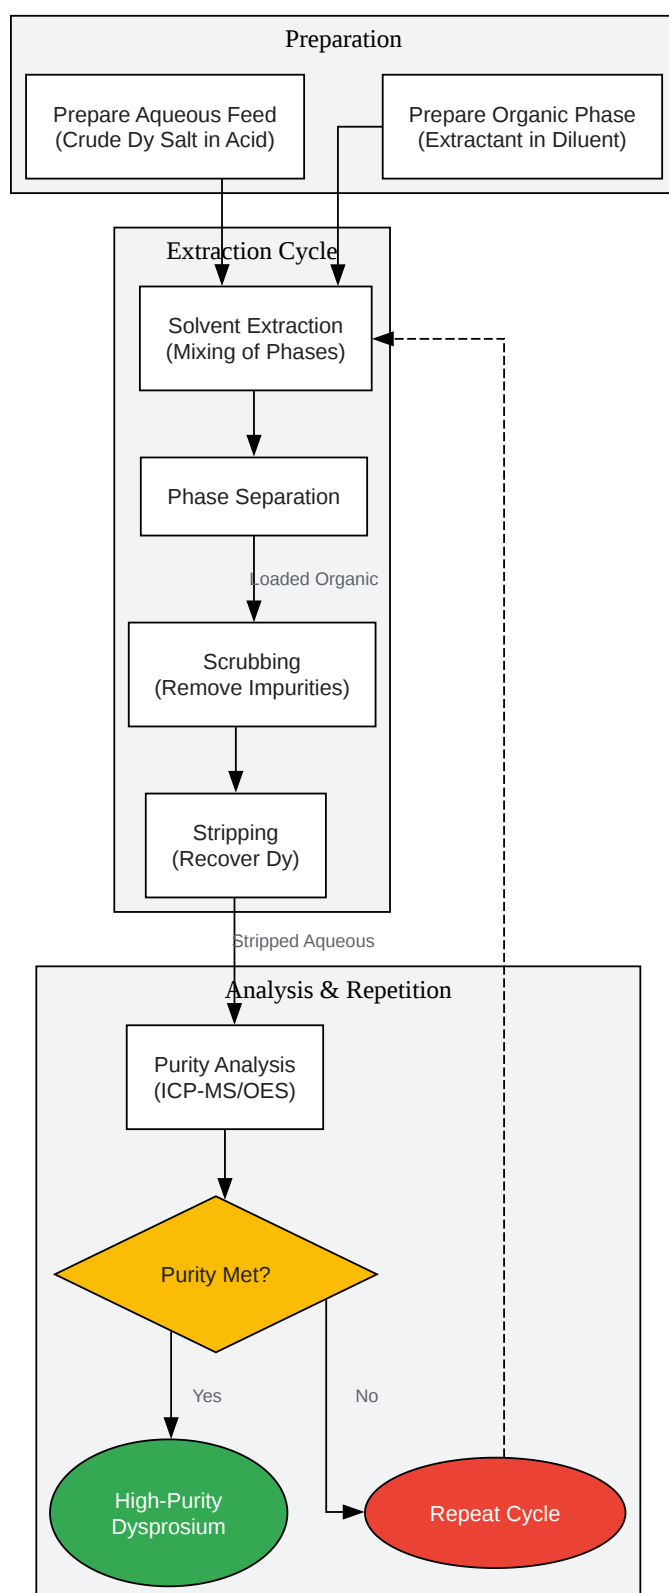 Preparation
Prepare Aqueous Feed
(Crude Dy Salt in Acid)
Prepare Organic Phase
(Extractant in Diluent)
Extraction Cycle
Solvent Extraction
(Mixing of Phases)
Phase Separation
Loaded Organic
Scrubbing
(Remove Impurities)
Stripping
(Recover Dy)
Stripped Aqueous
Analysis & Repetition
Purity Analysis
(ICP-MS/OES)
Purity Met?
Yes
No
High-Purity
Dysprosium
Repeat Cycle